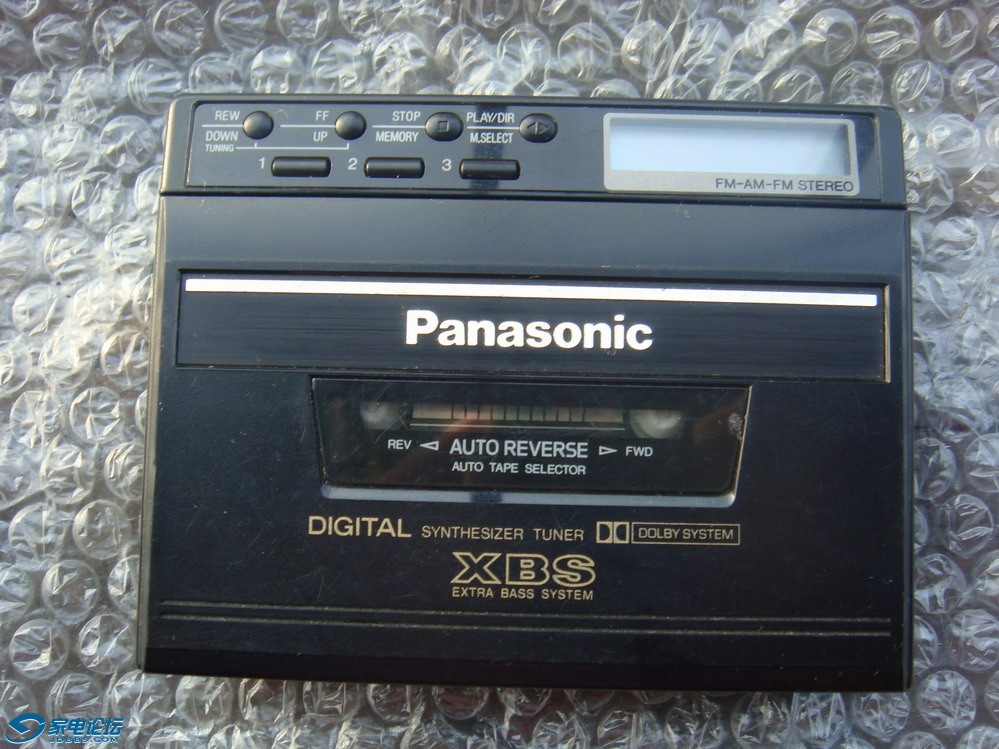 REW FF STOP PLAY/DIR
DOWN UP MEMORY M.SELECT
TUNING
1 2 3
FM-AM-FM STEREO
Panasonic
REV AUTO REVERSE FWD
AUTO TAPE SELECTOR
DIGITAL SYNTHESIZER TUNER DOLBY SYSTEM
XBS
EXTRA BASS SYSTEM
家电论坛
JDBBS.COM